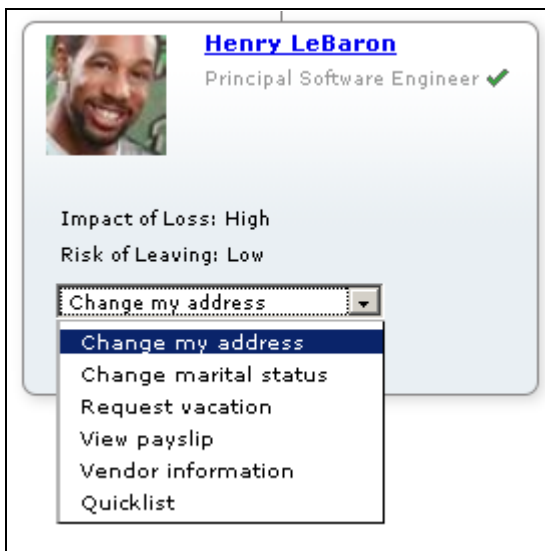 Henry LeBaron
Principal Software Engineer
Impact of Loss: High
Risk of Leaving: Low
Change my address
Change my address
Change marital status
Request vacation
View payslip
Vendor information
Quicklist